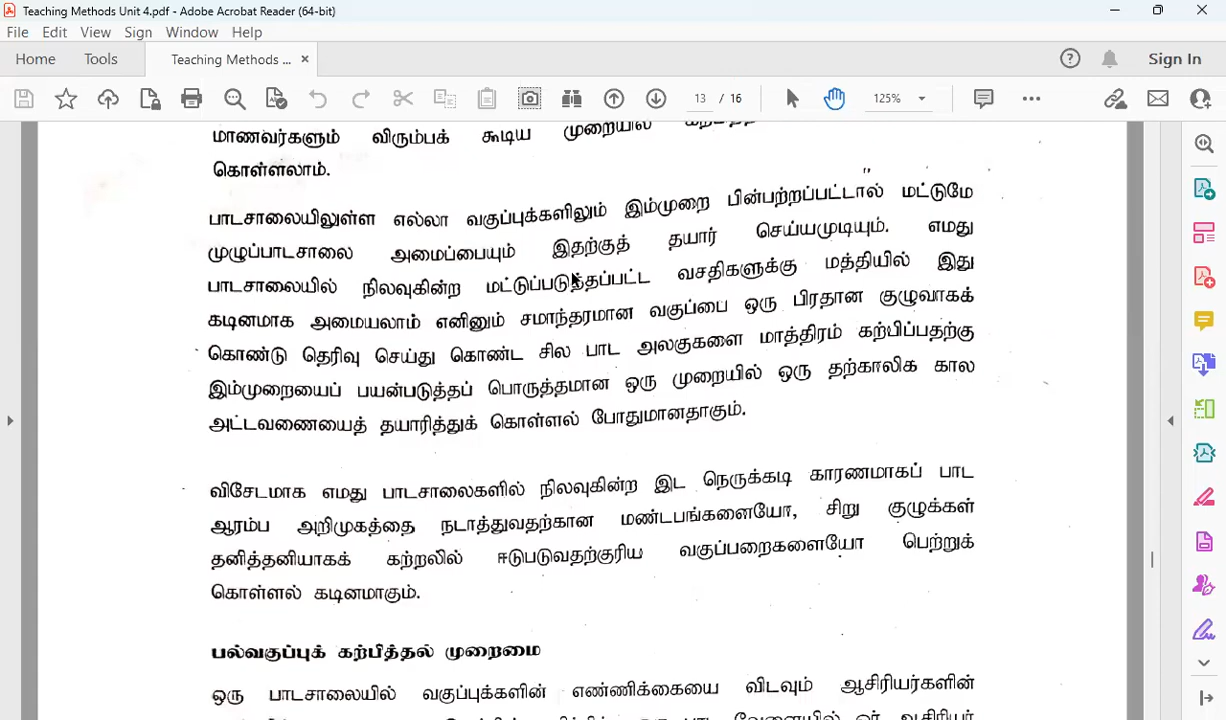 Teaching Methods Unit 4.pdf - Adobe Acrobat Reader (64-bit)
File Edit View Sign Window Help
Home Tools Teaching Methods ... × Sign In
13 / 16 125%
மாணவர்களும் விரும்பக் கூடிய முறையில்
கொள்ளலாம்.
பாடசாலையிலுள்ள எல்லா வகுப்புக்களிலும் இம்முறை பின்பற்றப்பட்டால் மட்டுமே
முழுப்பாடசாலை அமைப்பையும் இதற்குத் தயார் செய்யமுடியும். எமது
பாடசாலையில் நிலவுகின்ற மட்டுப்படுத்தப்பட்ட வசதிகளுக்கு மத்தியில் இது
கடினமாக அமையலாம் எனினும் சமாந்தரமான வகுப்பை ஒரு பிரதான குழுவாகக்
கொண்டு தெரிவு செய்து கொண்ட சில பாட அலகுகளை மாத்திரம் கற்பிப்பதற்கு
இம்முறையைப் பயன்படுத்தப் பொருத்தமான ஒரு முறையில் ஒரு தற்காலிக கால
அட்டவணையைத் தயாரித்துக் கொள்ளல் போதுமானதாகும்.
விசேடமாக எமது பாடசாலைகளில் நிலவுகின்ற இட நெருக்கடி காரணமாகப் பாட
ஆரம்ப அறிமுகத்தை நடாத்துவதற்கான மண்டபங்களையோ, சிறு குழுக்கள்
தனித்தனியாகக் கற்றலில் ஈடுபடுவதற்குரிய வகுப்பறைகளையோ பெற்றுக்
கொள்ளல் கடினமாகும்.
பல்வகுப்புக் கற்பித்தல் முறைமை
ஒரு பாடசாலையில் வகுப்புக்களின் எண்ணிக்கையை விடவும் ஆசிரியர்களின்